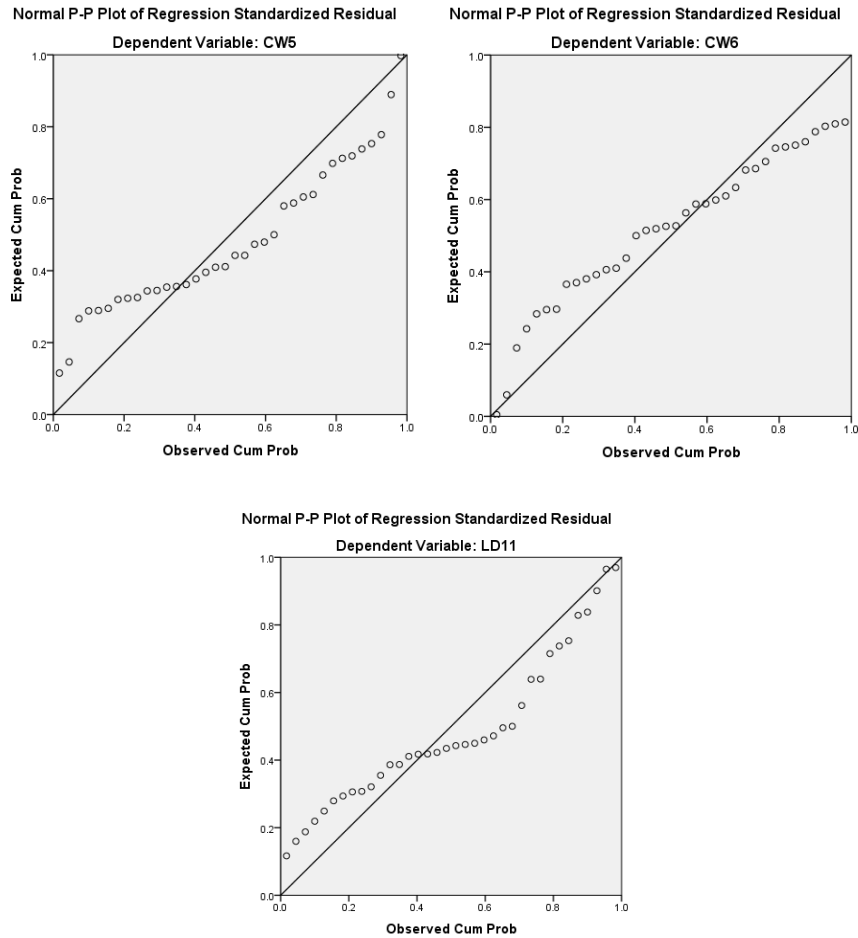 Normal P-P Plot of Regression Standardized Residual
Dependent Variable: CW5
1.0
0.8
0.6
0.4
0.2
0.0
Expected Cum Prob
0.0 0.2 0.4 0.6 0.8 1.0
Observed Cum Prob
Normal P-P Plot of Regression Standardized Residual
Dependent Variable: CW6
1.0
0.8
0.6
0.4
0.2
0.0
Expected Cum Prob
0.0 0.2 0.4 0.6 0.8 1.0
Observed Cum Prob
Normal P-P Plot of Regression Standardized Residual
Dependent Variable: LD11
1.0
0.8
0.6
0.4
0.2
0.0
Expected Cum Prob
0.0 0.2 0.4 0.6 0.8 1.0
Observed Cum Prob